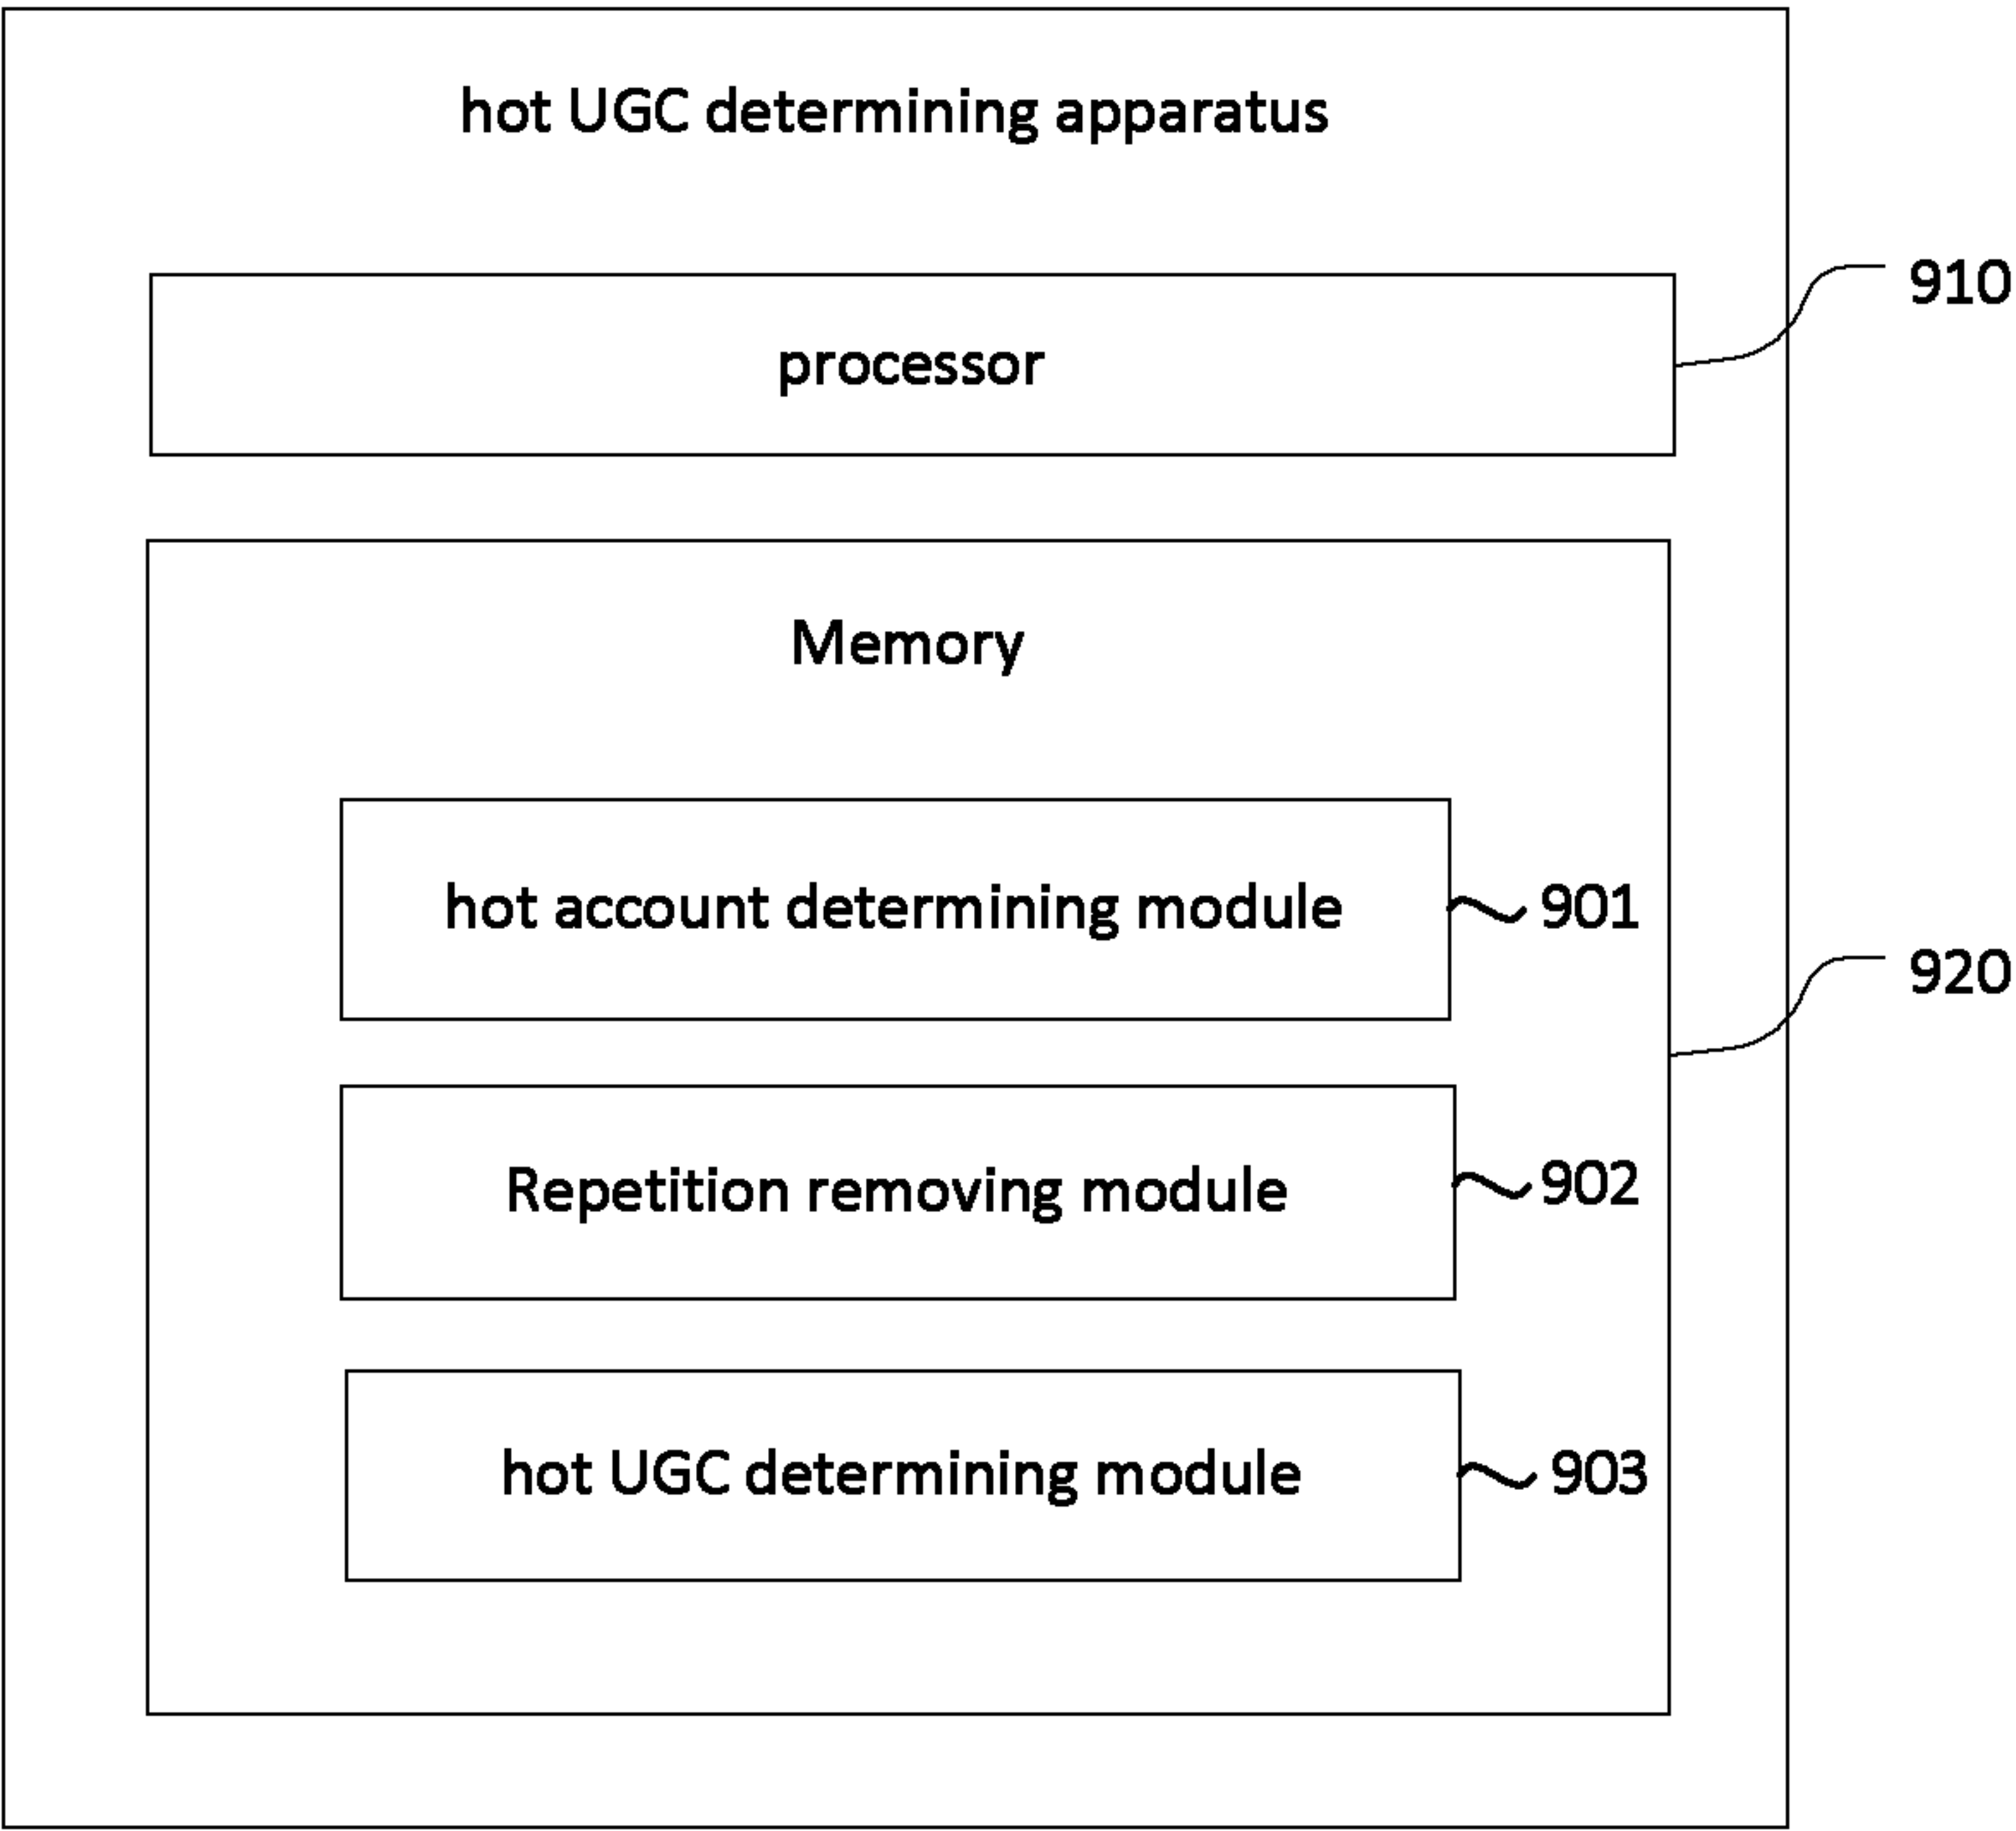 hot UGC determining apparatus
910
processor
Memory
hot account determining module
901
920
Repetition removing module
902
hot UGC determining module
903